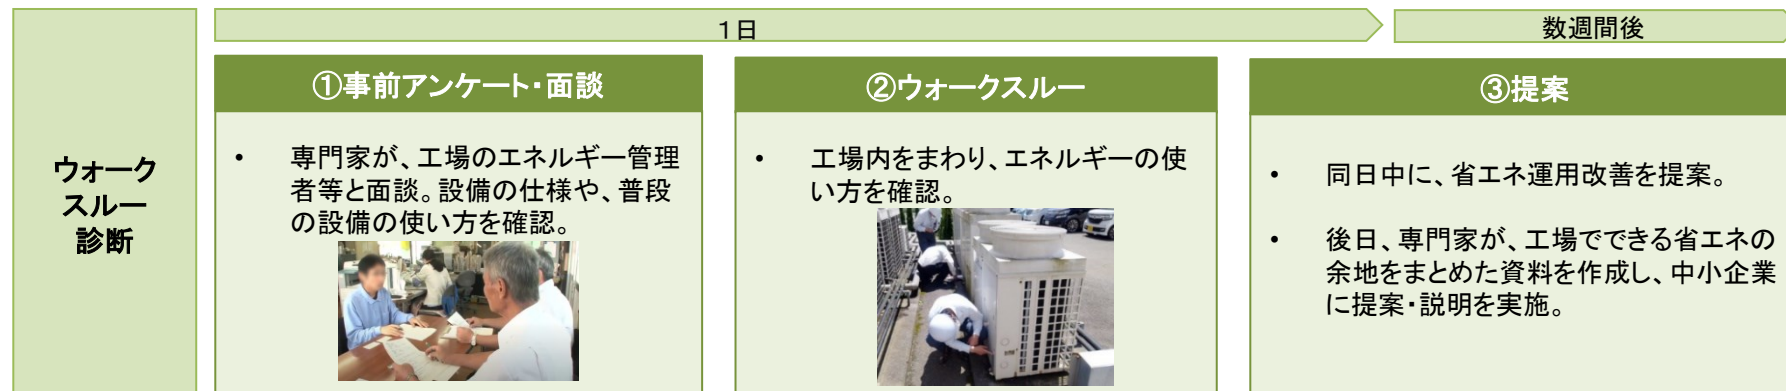 1日
数週間後
ウォーク
スルー
診断
①事前アンケート・面談
• 専門家が、工場のエネルギー管理
者等と面談。設備の仕様や、普段
の設備の使い方を確認。
②ウォークスルー
• 工場内をまわり、エネルギーの使
い方を確認。
③提案
• 同日中に、省エネ運用改善を提案。
• 後日、専門家が、工場でできる省エネの
余地をまとめた資料を作成し、中小企業
に提案・説明を実施。